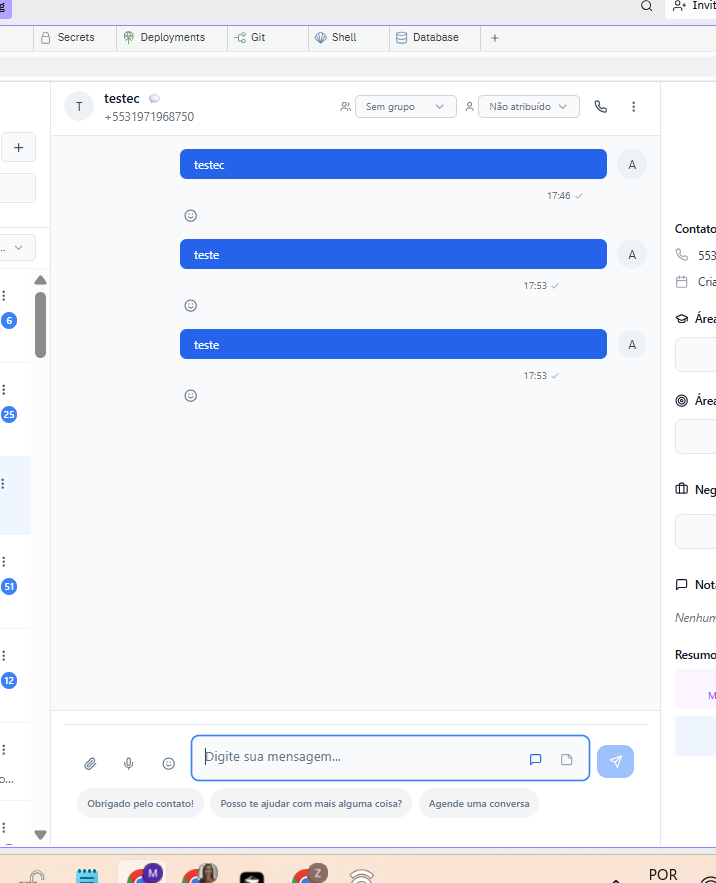 g
Invit
Secrets
Deployments
Git
Shell
Database
+
T
testec
+5531971968750
Sem grupo
Não atribuído
+
testec
A
17:46
teste
A
17:53
teste
A
17:53
...
6
25
51
12
o...
Contato
553
Cria
Área
Área
Neg
Nota
Nenhum
Resumo
M
Digite sua mensagem...
Obrigado pelo contato!
Posso te ajudar com mais alguma coisa?
Agende uma conversa
M
Z
POR